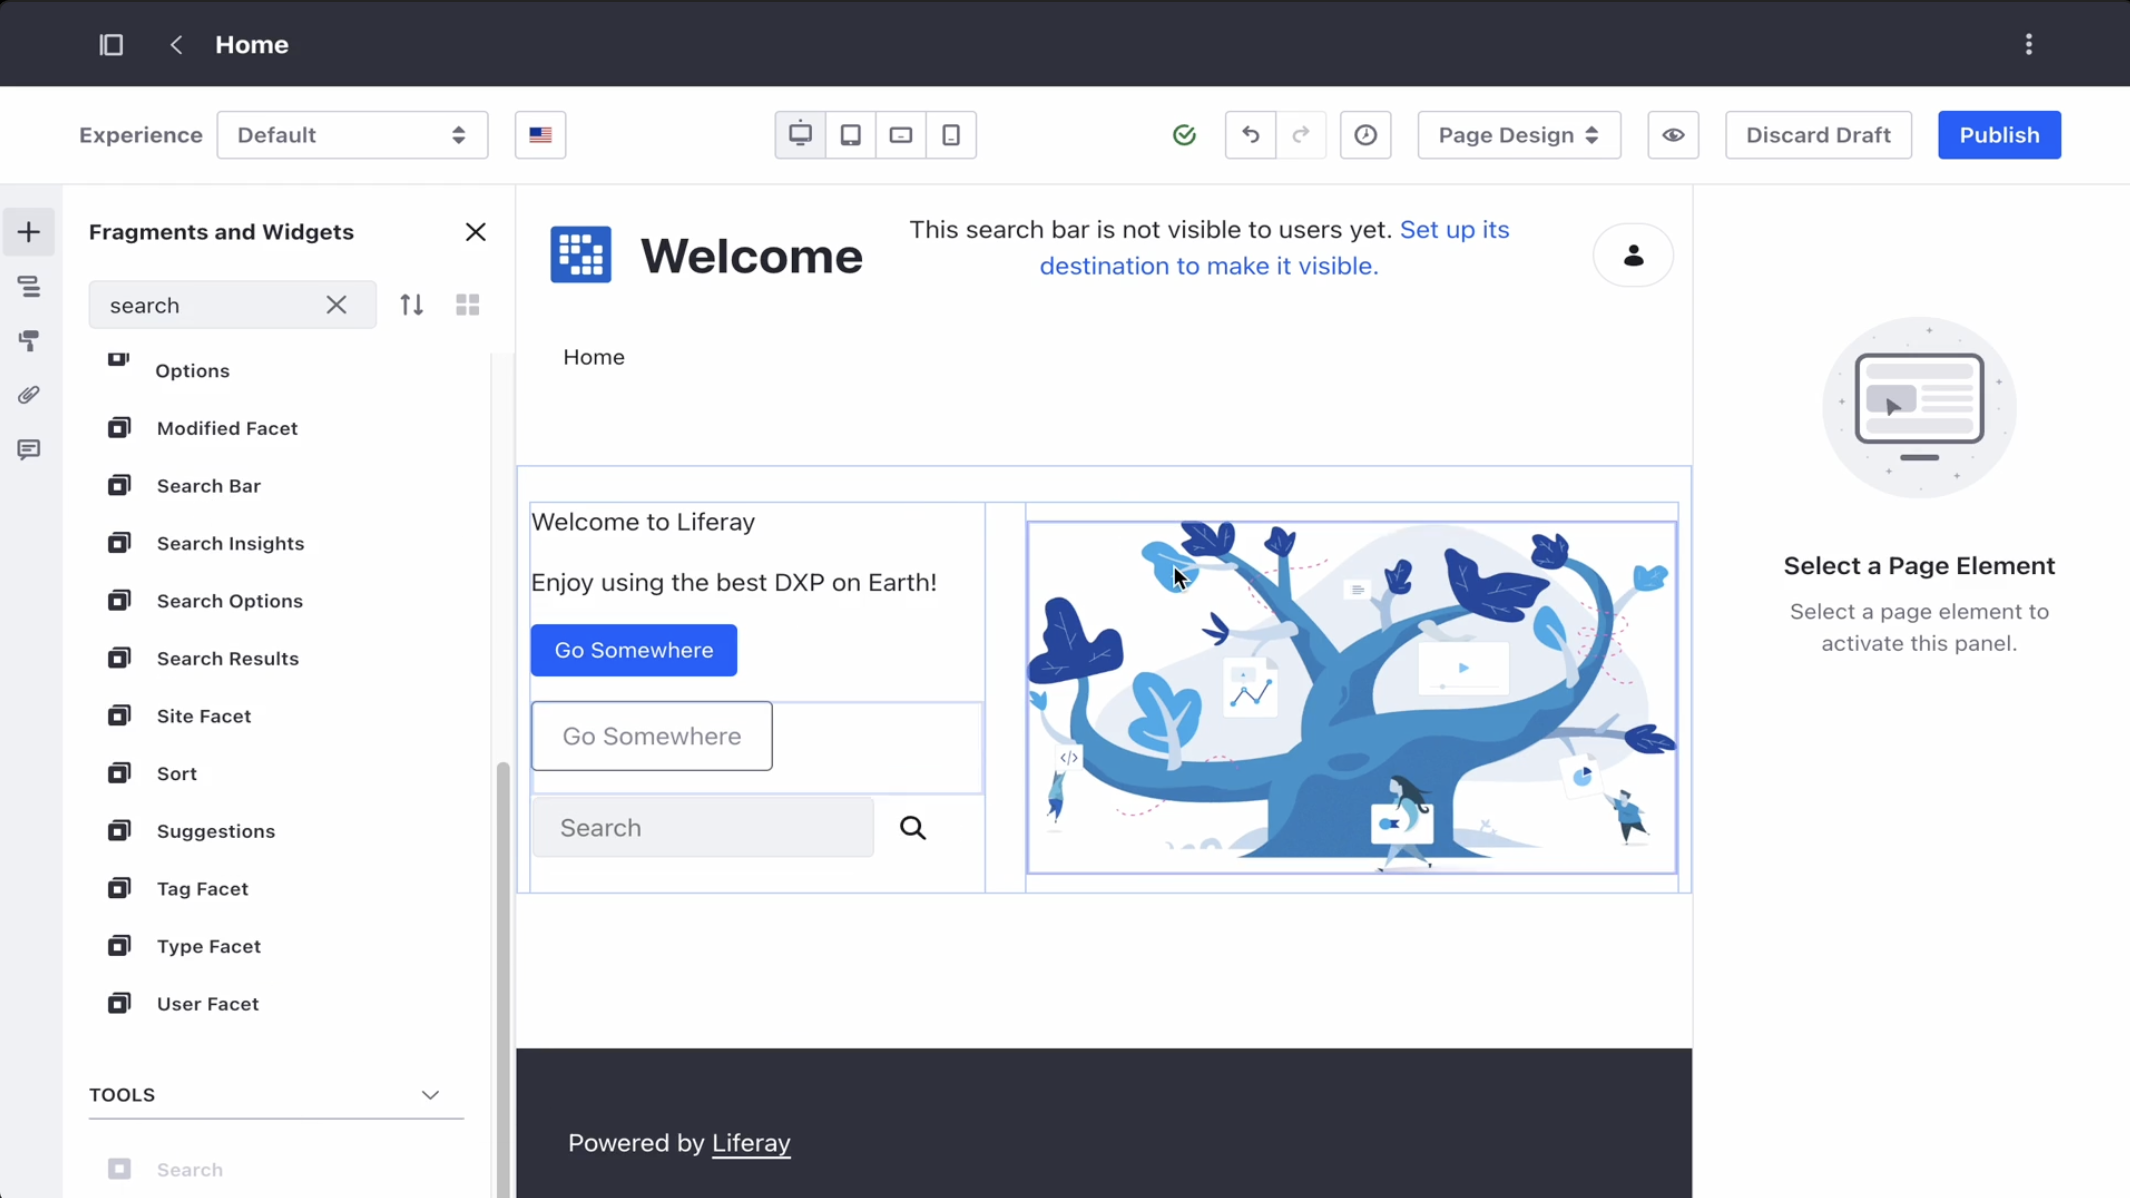 Home
Experience
Default
Page Design
Discard Draft
Publish
Fragments and Widgets
search
Options
Modified Facet
Search Bar
Search Insights
Search Options
Search Results
Site Facet
Sort
Suggestions
Tag Facet
Type Facet
User Facet
TOOLS
Search
Welcome
This search bar is not visible to users yet. Set up its
destination to make it visible.
Home
Welcome to Liferay
Enjoy using the best DXP on Earth!
Go Somewhere
Go Somewhere
Search
</>
Powered by Liferay
Select a Page Element
Select a page element to
activate this panel.